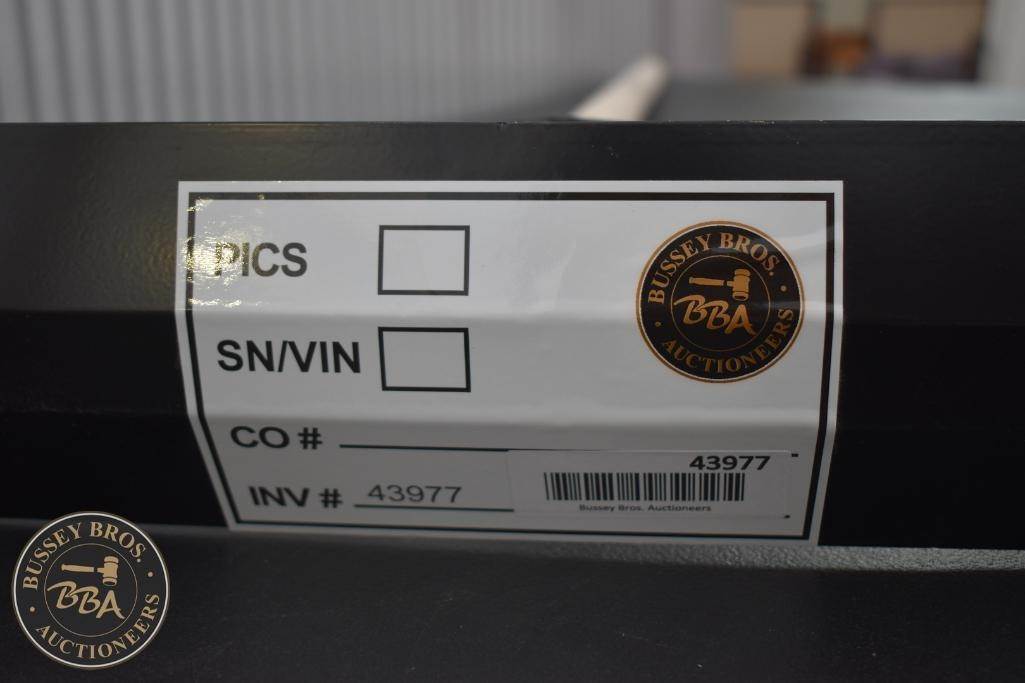 PICS
BUSSEY BROS.
BBA
AUCTIONEERS
SN/VIN
CO #
INV # 43977
43977
Bussey Bros. Auctioneers
BUSSEY BROS.
BBA
AUCTIONEERS